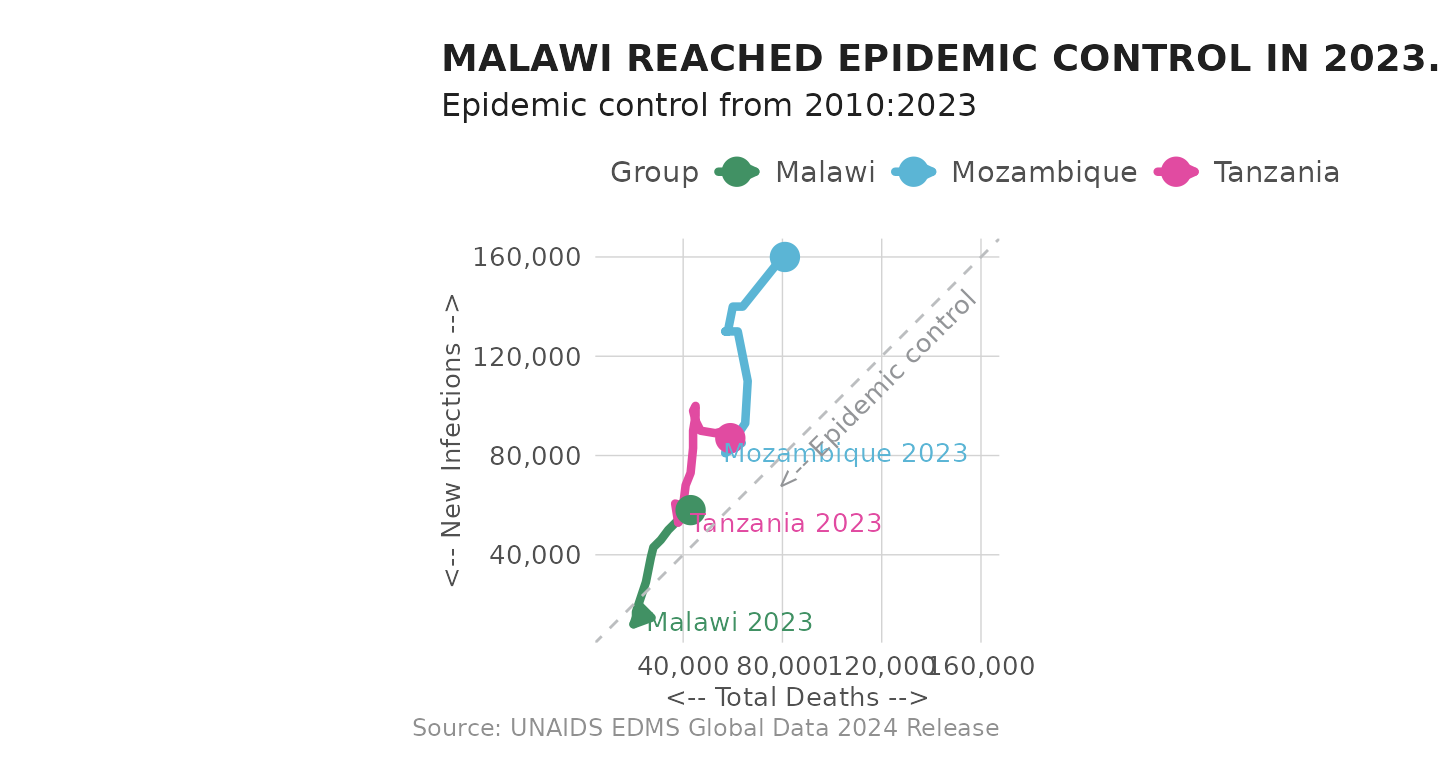 MALAWI REACHED EPIDEMIC CONTROL IN 2023.
Epidemic control from 2010:2023
Group Malawi Mozambique Tanzania
<-- New Infections -->
160,000
120,000
80,000
40,000
<-- Epidemic control
Mozambique 2023
Tanzania 2023
Malawi 2023
40,000 80,000 120,000 160,000
<-- Total Deaths -->
Source: UNAIDS EDMS Global Data 2024 Release